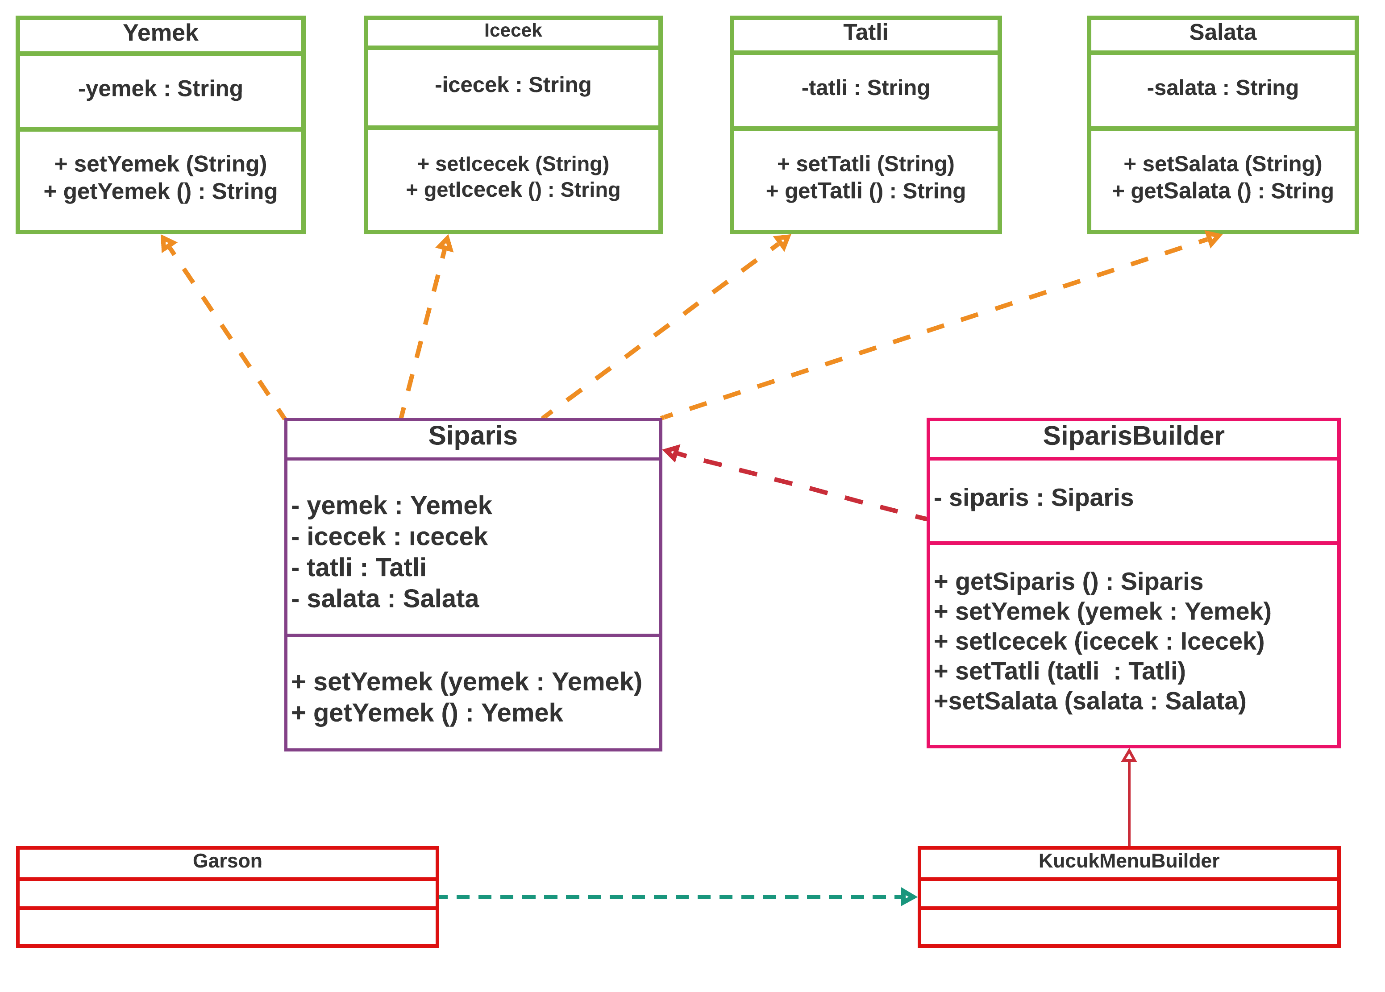 Yemek
-yemek : String
+ setYemek (String)
+ getYemek () : String
Icecek
-icecek : String
+ setIcecek (String)
+ getIcecek () : String
Tatli
-tatli : String
+ setTatli (String)
+ getTatli () : String
Salata
-salata : String
+ setSalata (String)
+ getSalata () : String
Siparis
- yemek : Yemek
- icecek : ıcecek
- tatli : Tatli
- salata : Salata
+ setYemek (yemek : Yemek)
+ getYemek () : Yemek
SiparisBuilder
- siparis : Siparis
+ getSiparis () : Siparis
+ setYemek (yemek : Yemek)
+ setIcecek (icecek : Icecek)
+ setTatli (tatli : Tatli)
+setSalata (salata : Salata)
Garson
KucukMenuBuilder